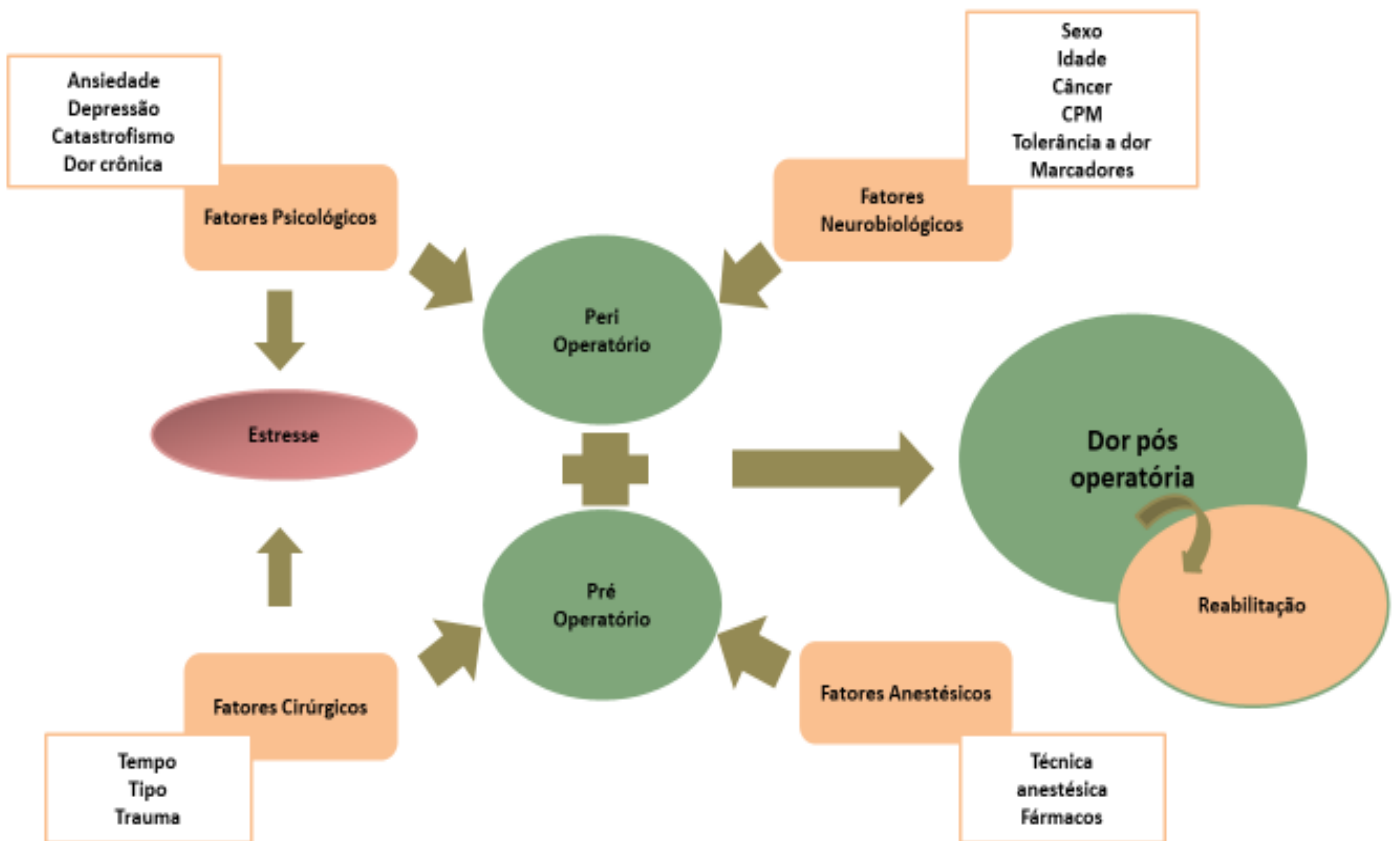 Ansiedade
Depressão
Catastrofismo
Dor crônica
Fatores Psicológicos
Sexo
Idade
Câncer
CPM
Tolerância a dor
Marcadores
Fatores
Neurobiológicos
Peri
Operatório
Estresse
Dor pós
operatória
Reabilitação
Pré
Operatório
Fatores Cirúrgicos
Tempo
Tipo
Trauma
Fatores Anestésicos
Técnica
anestésica
Fármacos